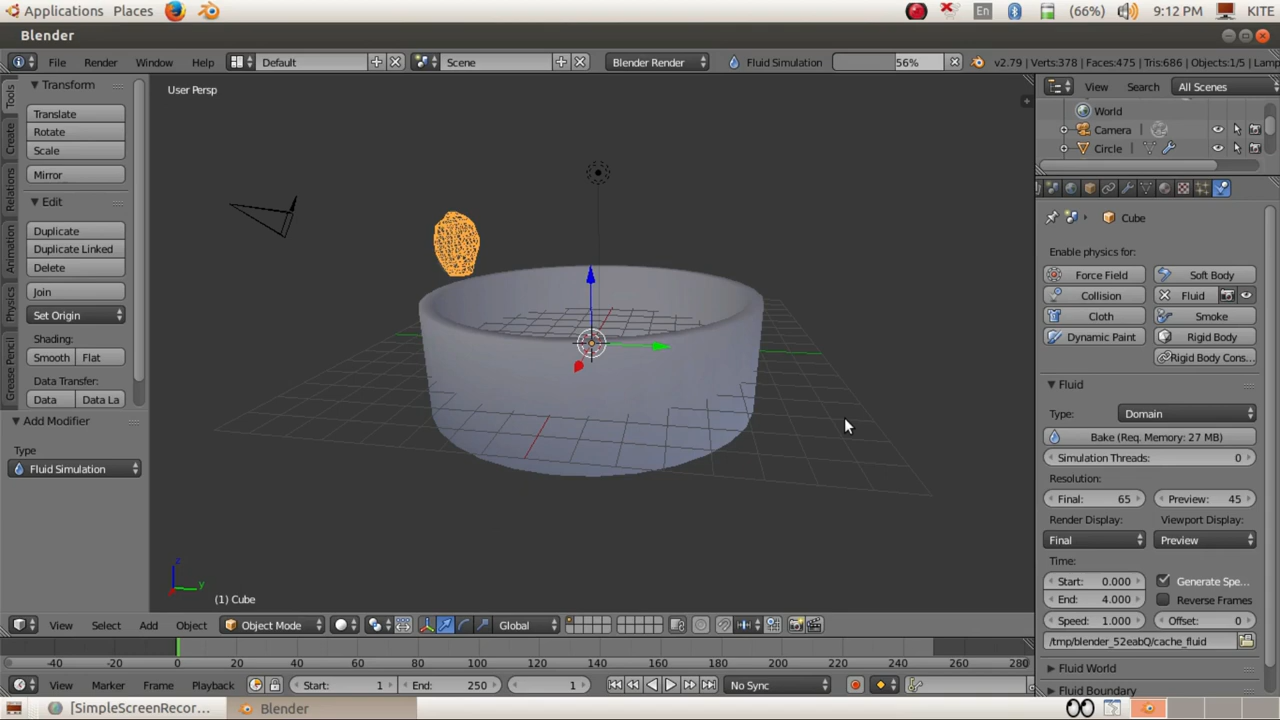 Applications Places En (66%) 9:12 PM KITE
Blender
File Render Window Help Default Scene Blender Render Fluid Simulation 56% v2.79 | Verts:378 | Faces:475 | Tris:686 | Objects:1/5 | Lamp
Tools
Create
Relations
Animation
Physics
Grease Pencil
Transform
Translate
Rotate
Scale
Mirror
Edit
Duplicate
Duplicate Linked
Delete
Join
Set Origin
Shading:
Smooth Flat
Data Transfer:
Data Data La
Add Modifier
Type
Fluid Simulation
User Persp
z
y
(1) Cube
View Search All Scenes
World
Camera
Circle
Cube
Enable physics for:
Force Field Soft Body
Collision Fluid
Cloth Smoke
Dynamic Paint Rigid Body
Rigid Body Cons...
Fluid
Type: Domain
Bake (Req. Memory: 27 MB)
Simulation Threads: 0
Resolution:
Final: 65 Preview: 45
Render Display: Viewport Display:
Final Preview
Time:
Start: 0.000 Generate Spe...
End: 4.000 Reverse Frames
Speed: 1.000 Offset: 0
/tmp/blender_52eabQ/cache_fluid
Fluid World
Fluid Boundary
View Select Add Object Object Mode Global
-40 -20 0 20 40 60 80 100 120 140 160 180 200 220 240 260 280
View Marker Frame Playback Start: 1 End: 250 1 No Sync
[SimpleScreenRecor... Blender